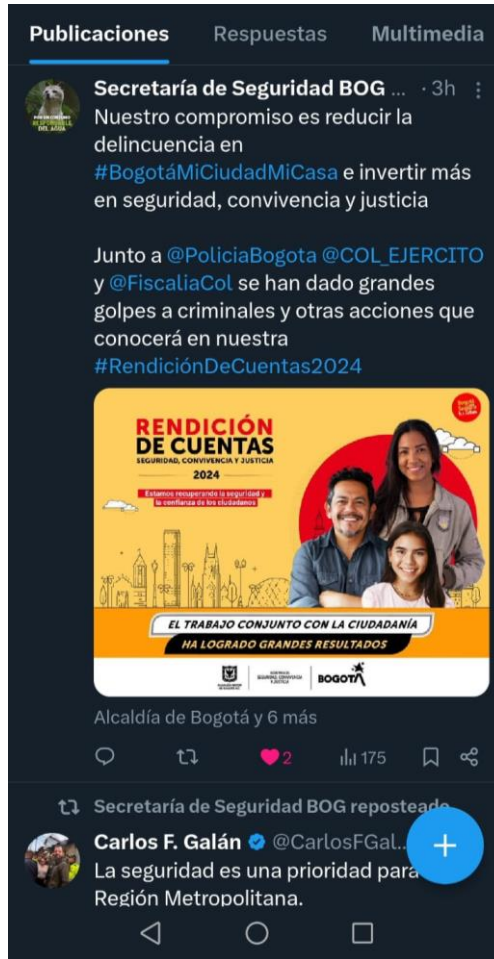 Publicaciones Respuestas Multimedia
Secretaría de Seguridad BOG ... · 3h
Nuestro compromiso es reducir la
delincuencia en
#BogotáMiCiudadMiCasa e invertir más
en seguridad, convivencia y justicia
Junto a @PoliciaBogota @COL_EJERCITO
y @FiscaliaCol se han dado grandes
golpes a criminales y otras acciones que
conocerá en nuestra
#RendiciónDeCuentas2024
RENDICIÓN
DE CUENTAS
SEGURIDAD, CONVIVENCIA Y JUSTICIA
2024
Estamos recuperando la seguridad y
la confianza de los ciudadanos
EL TRABAJO CONJUNTO CON LA CIUDADANÍA
HA LOGRADO GRANDES RESULTADOS
BOGOTÁ
Alcaldía de Bogotá y 6 más
2 175
Secretaría de Seguridad BOG reposteado
Carlos F. Galán @CarlosFGal...
La seguridad es una prioridad para
Región Metropolitana.